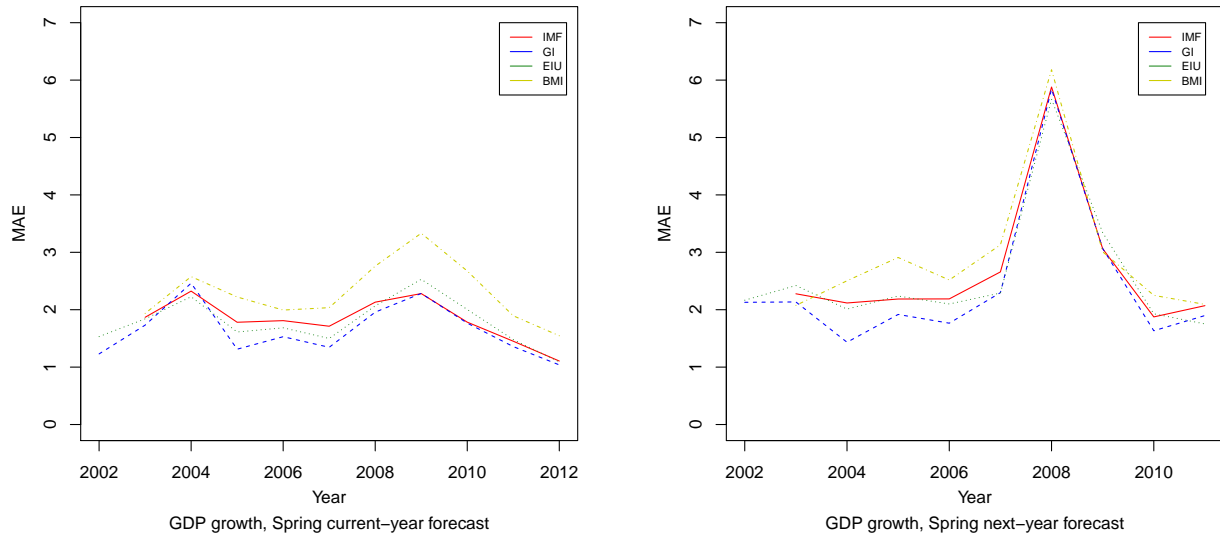 7
6
5
4
3
2
1
0
MAE
IMF
GI
EIU
BMI
2002 2004 2006 2008 2010 2012
Year
GDP growth, Spring current−year forecast
7
6
5
4
3
2
1
0
MAE
IMF
GI
EIU
BMI
2002 2004 2006 2008 2010
Year
GDP growth, Spring next−year forecast